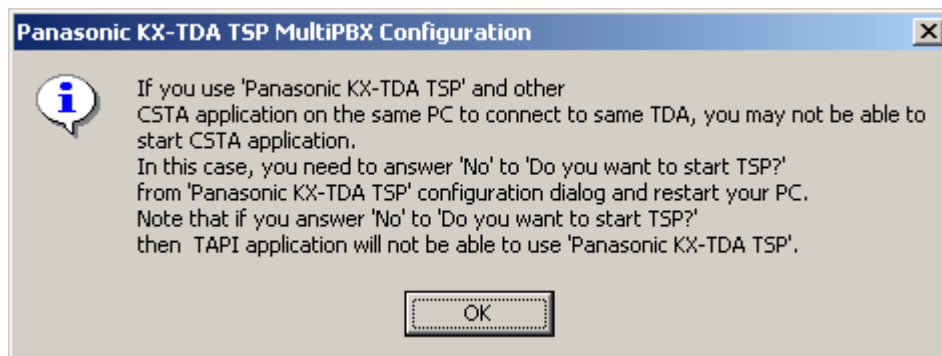 Panasonic KX-TDA TSP MultiPBX Configuration
If you use 'Panasonic KX-TDA TSP' and other
CSTA application on the same PC to connect to same TDA, you may not be able to
start CSTA application.
In this case, you need to answer 'No' to 'Do you want to start TSP?'
from 'Panasonic KX-TDA TSP' configuration dialog and restart your PC.
Note that if you answer 'No' to 'Do you want to start TSP?'
then  TAPI application will not be able to use 'Panasonic KX-TDA TSP'.
OK